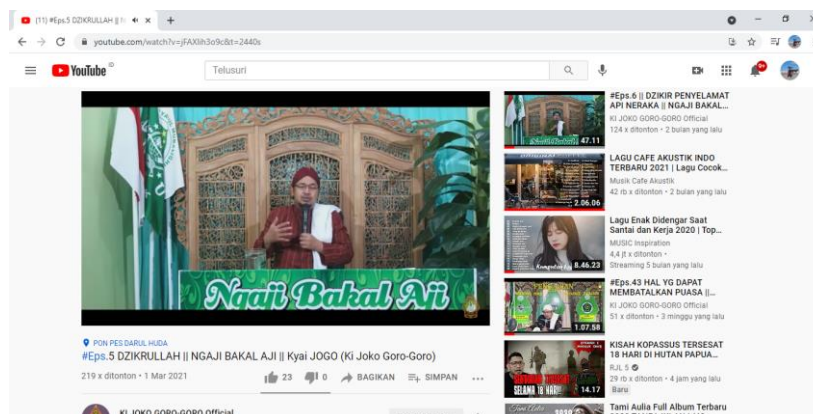 (11) #Eps.5 DZIKRULLAH ||
youtube.com/watch?v=jFAXlih3o9c&t=2440s
YouTube ID
Telusuri
9+
Ngaji Bakal Aji
PON PES DARUL HUDA
#Eps.5 DZIKRULLAH || NGAJI BAKAL AJI || Kyai JOGO (Ki Joko Goro-Goro)
219 x ditonton • 1 Mar 2021
23
0
BAGIKAN
SIMPAN
KI JOKO GORO-GORO Official
#Eps.6 || DZIKIR PENYELAMAT
API NERAKA || NGAJI BAKAL...
KI JOKO GORO-GORO Official
124 x ditonton • 2 bulan yang lalu
47.11
LAGU CAFE AKUSTIK INDO
TERBARU 2021 | Lagu Cocok...
Musik Cafe Akustik
42 rb x ditonton • 2 bulan yang lalu
2.06.06
Lagu Enak Didengar Saat
Santai dan Kerja 2020 | Top...
MUSIC Inspiration
4,4 jt x ditonton •
Streaming 5 bulan yang lalu
8.46.23
#Eps.43 HAL YG DAPAT
MEMBATALKAN PUASA ||...
KI JOKO GORO-GORO Official
51 x ditonton • 3 minggu yang lalu
1.07.58
KISAH KOPASSUS TERSESAT
18 HARI DI HUTAN PAPUA...
RJL 5
29 rb x ditonton • 4 jam yang lalu
Baru
SELAMA 18 HARI
14.17
Tami Aulia Full Album Terbaru